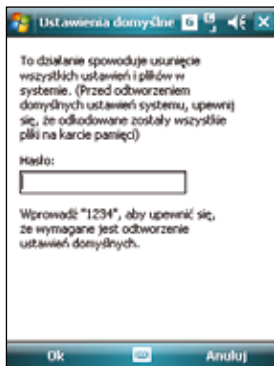 Ustawienia domyślne
To działanie spowoduje usunięcie
wszystkich ustawień i plików w
systemie. (Przed odtworzeniem
domyślnych ustawień systemu, upewnij
się, że odkodowane zostały wszystkie
pliki na karcie pamięci)
Hasło:
Wprowadź "1234", aby upewnić się,
że wymagane jest odtworzenie
ustawień domyślnych.
Ok
Anuluj